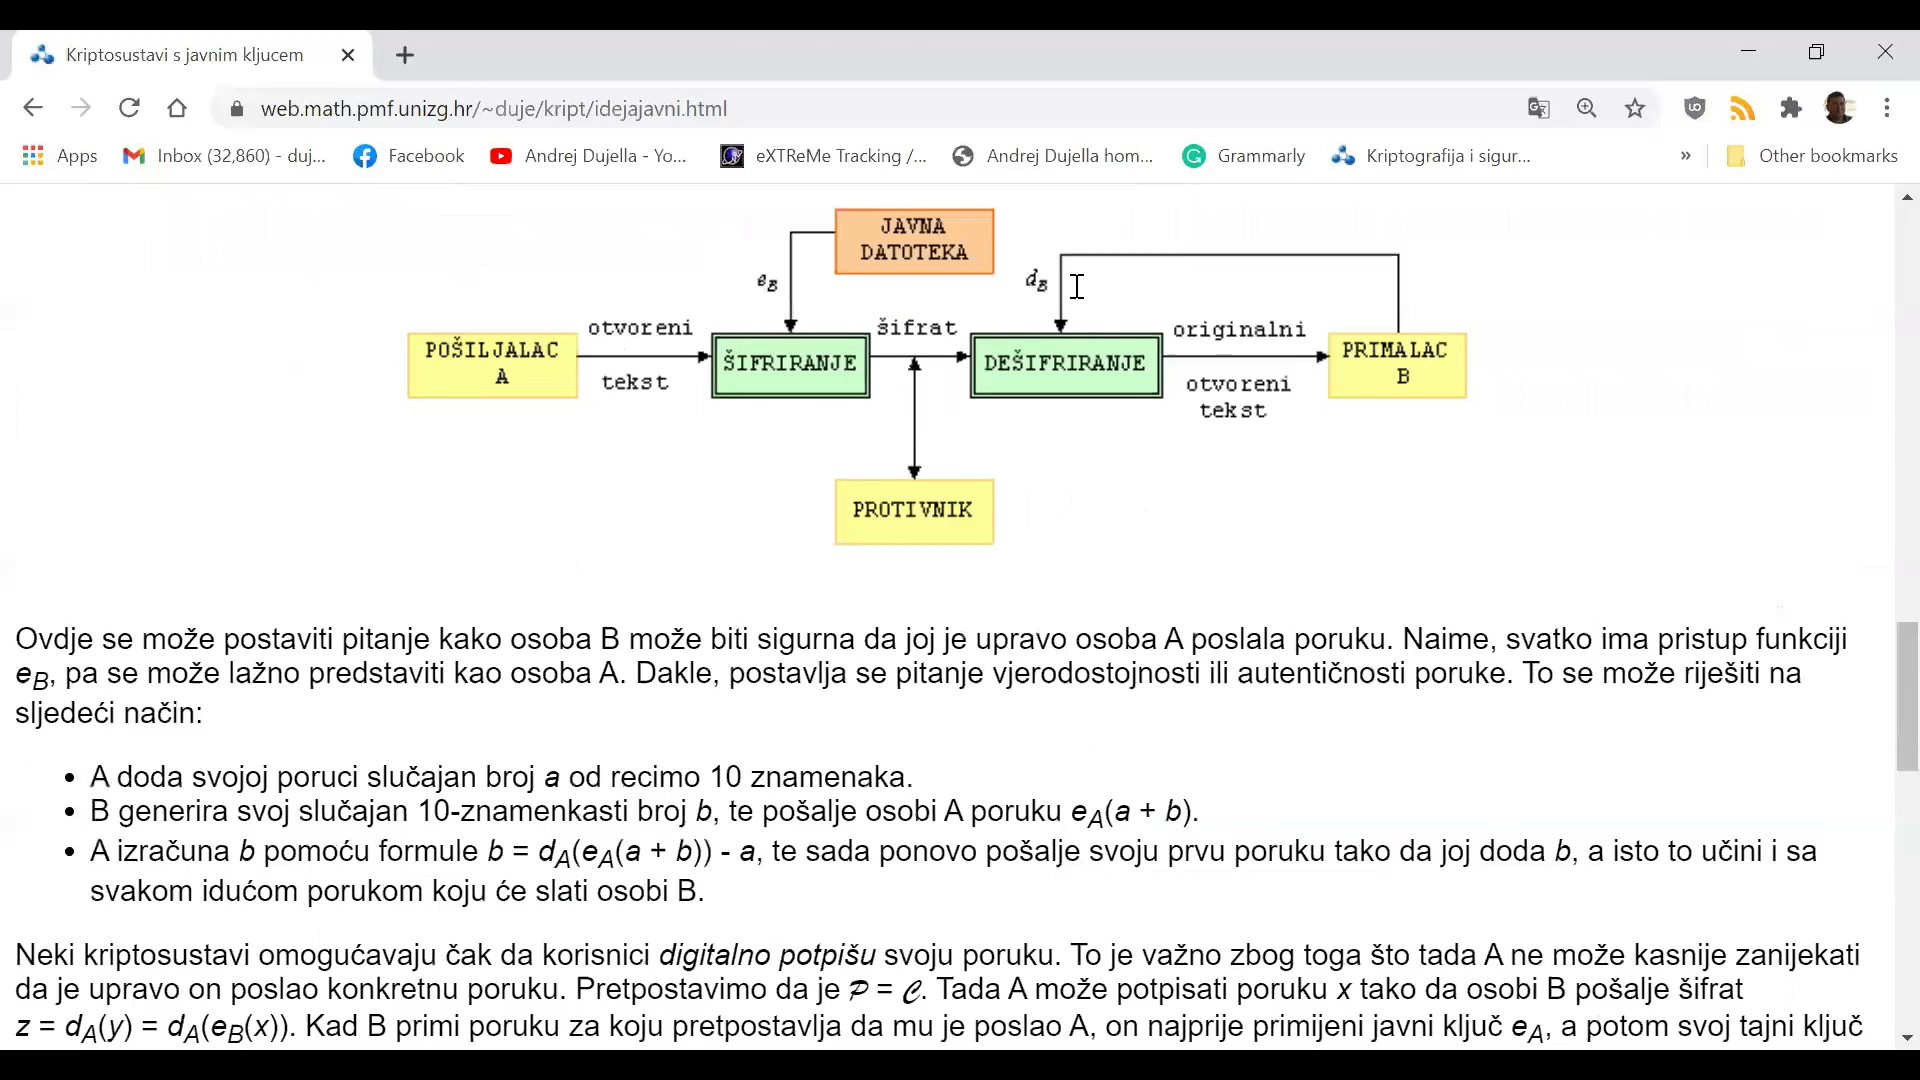 Kriptosustavi s javnim kljucem
web.math.pmf.unizg.hr/~duje/kript/idejajavni.html
Apps
Inbox (32,860) - duj...
Facebook
Andrej Dujella - Yo...
eXTReMe Tracking /...
Andrej Dujella hom...
Grammarly
Kriptografija i sigur...
»
Other bookmarks
JAVNA
DATOTEKA
e_B
d_B
POŠILJALAC
A
otvoreni
tekst
ŠIFRIRANJE
šifrat
DEŠIFRIRANJE
originalni
otvoreni
tekst
PRIMALAC
B
PROTIVNIK
Ovdje se može postaviti pitanje kako osoba B može biti sigurna da joj je upravo osoba A poslala poruku. Naime, svatko ima pristup funkciji
e_B, pa se može lažno predstaviti kao osoba A. Dakle, postavlja se pitanje vjerodostojnosti ili autentičnosti poruke. To se može riješiti na
sljedeći način:
• A doda svojoj poruci slučajan broj a od recimo 10 znamenaka.
• B generira svoj slučajan 10-znamenkasti broj b, te pošalje osobi A poruku e_A(a + b).
• A izračuna b pomoću formule b = d_A(e_A(a + b)) - a, te sada ponovo pošalje svoju prvu poruku tako da joj doda b, a isto to učini i sa
svakom idućom porukom koju će slati osobi B.
Neki kriptosustavi omogućavaju čak da korisnici digitalno potpišu svoju poruku. To je važno zbog toga što tada A ne može kasnije zanijekati
da je upravo on poslao konkretnu poruku. Pretpostavimo da je 𝒫 = 𝒞. Tada A može potpisati poruku x tako da osobi B pošalje šifrat
z = d_A(y) = d_A(e_B(x)). Kad B primi poruku za koju pretpostavlja da mu je poslao A, on najprije primijeni javni ključ e_A, a potom svoj tajni ključ